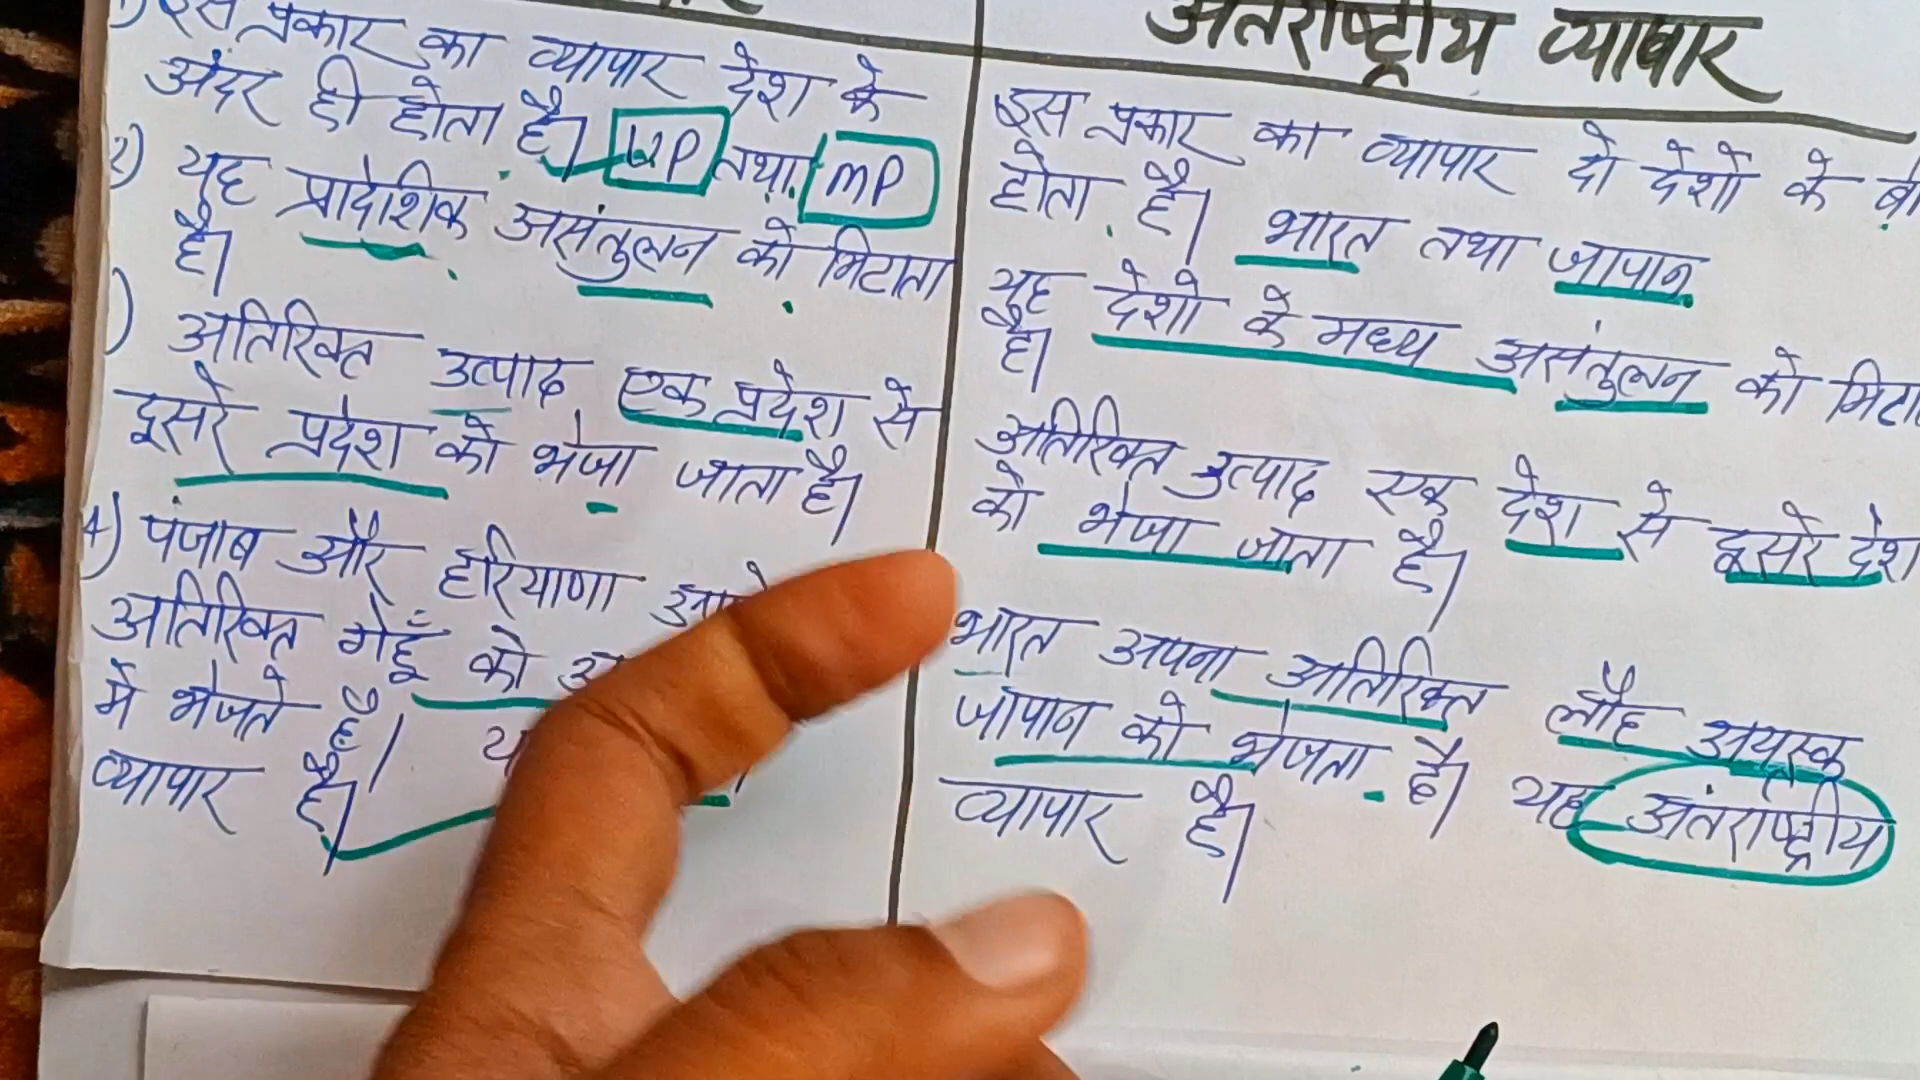 अंतर्राष्ट्रीय व्यापार
1) इस प्रकार का व्यापार देश के
अंदर ही होता है। UP तथा MP
2) यह प्रादेशिक असंतुलन को मिटाता
है।
) अतिरिक्त उत्पाद एक प्रदेश से
दूसरे प्रदेश को भेजा जाता है।
4) पंजाब और हरियाणा
अतिरिक्त गेहूँ को
में भेजते है।
व्यापार है।
इस प्रकार का व्यापार दो देशो के
होता है। भारत तथा जापान
यह देशो के मध्य असंतुलन को
है।
अतिरिक्त उत्पाद एक देश से दूसरे देश
को भेजा जाता है।
भारत अपना अतिरिक्त लौह अयस्क
जापान को भेजता है। यह अंतर्राष्ट्रीय
व्यापार है।